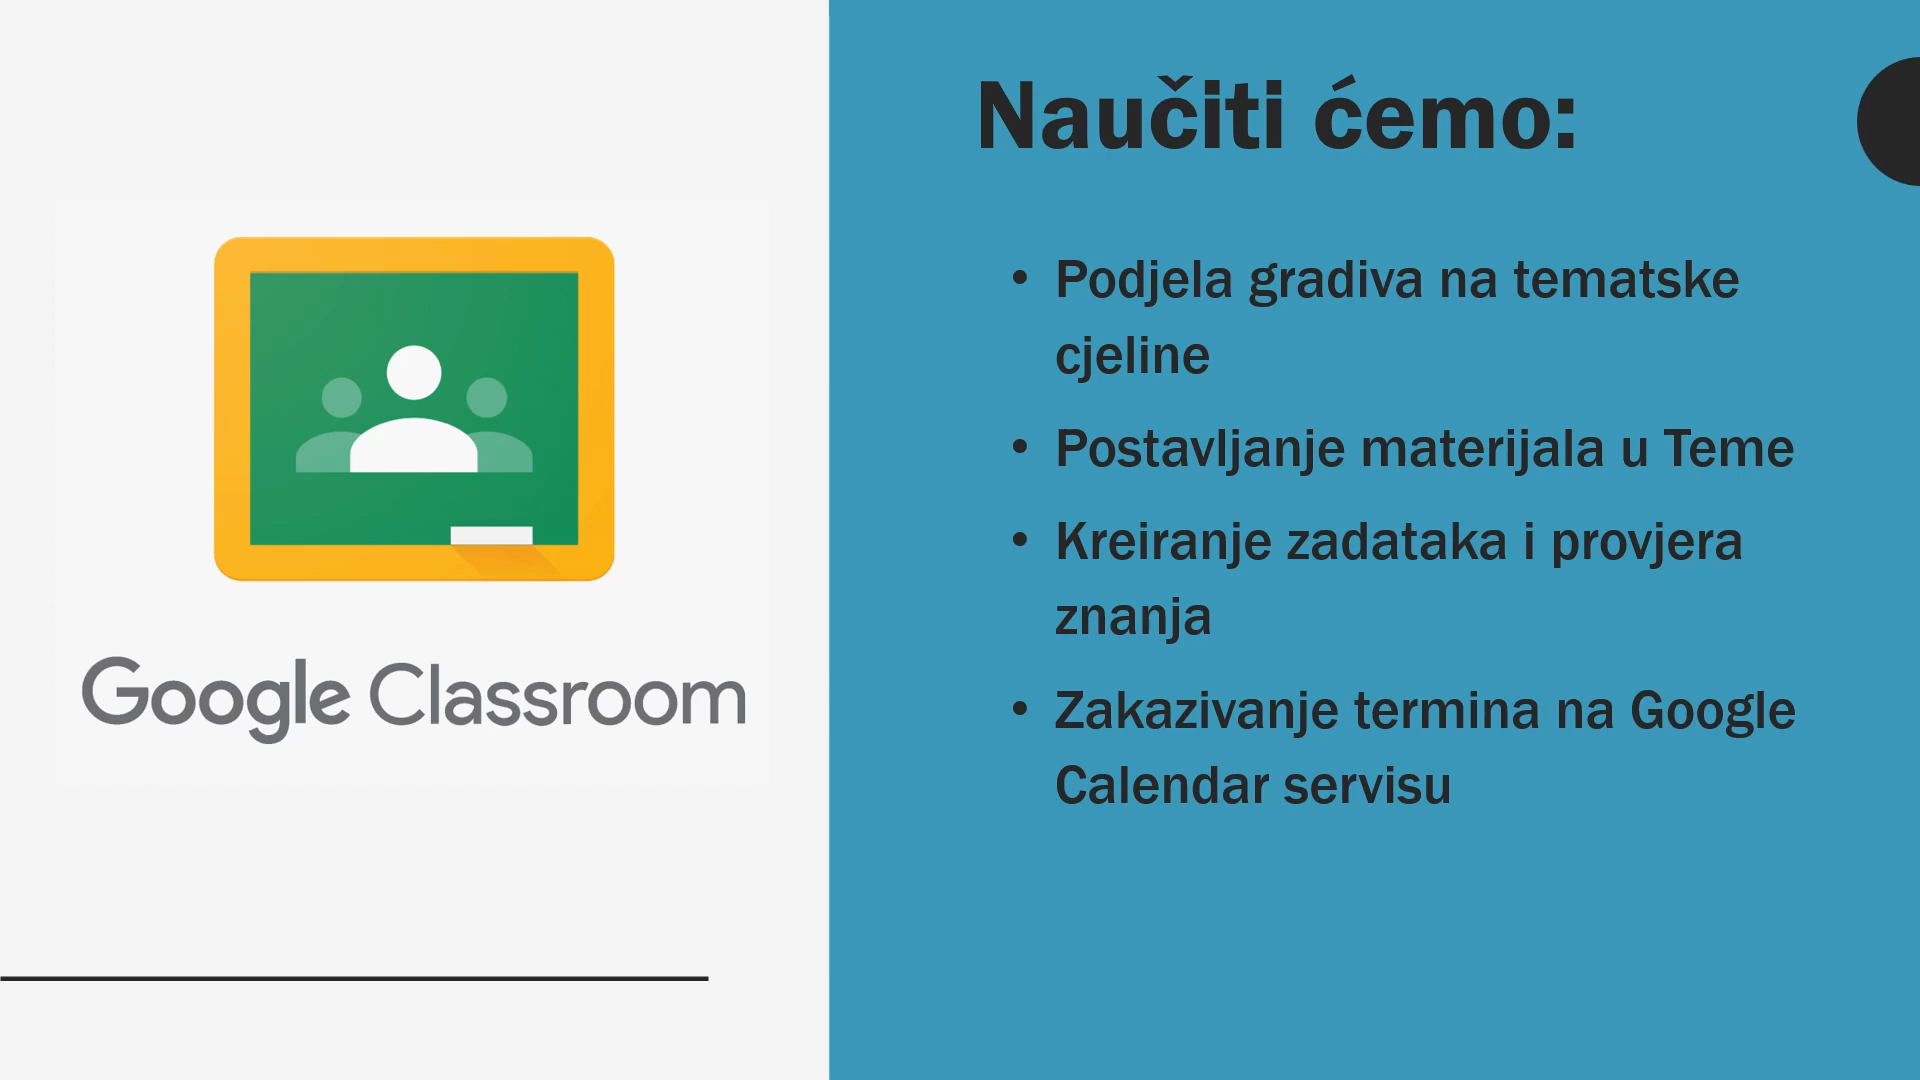 Google Classroom
Naučiti ćemo:
• Podjela gradiva na tematske
cjeline
• Postavljanje materijala u Teme
• Kreiranje zadataka i provjera
znanja
• Zakazivanje termina na Google
Calendar servisu